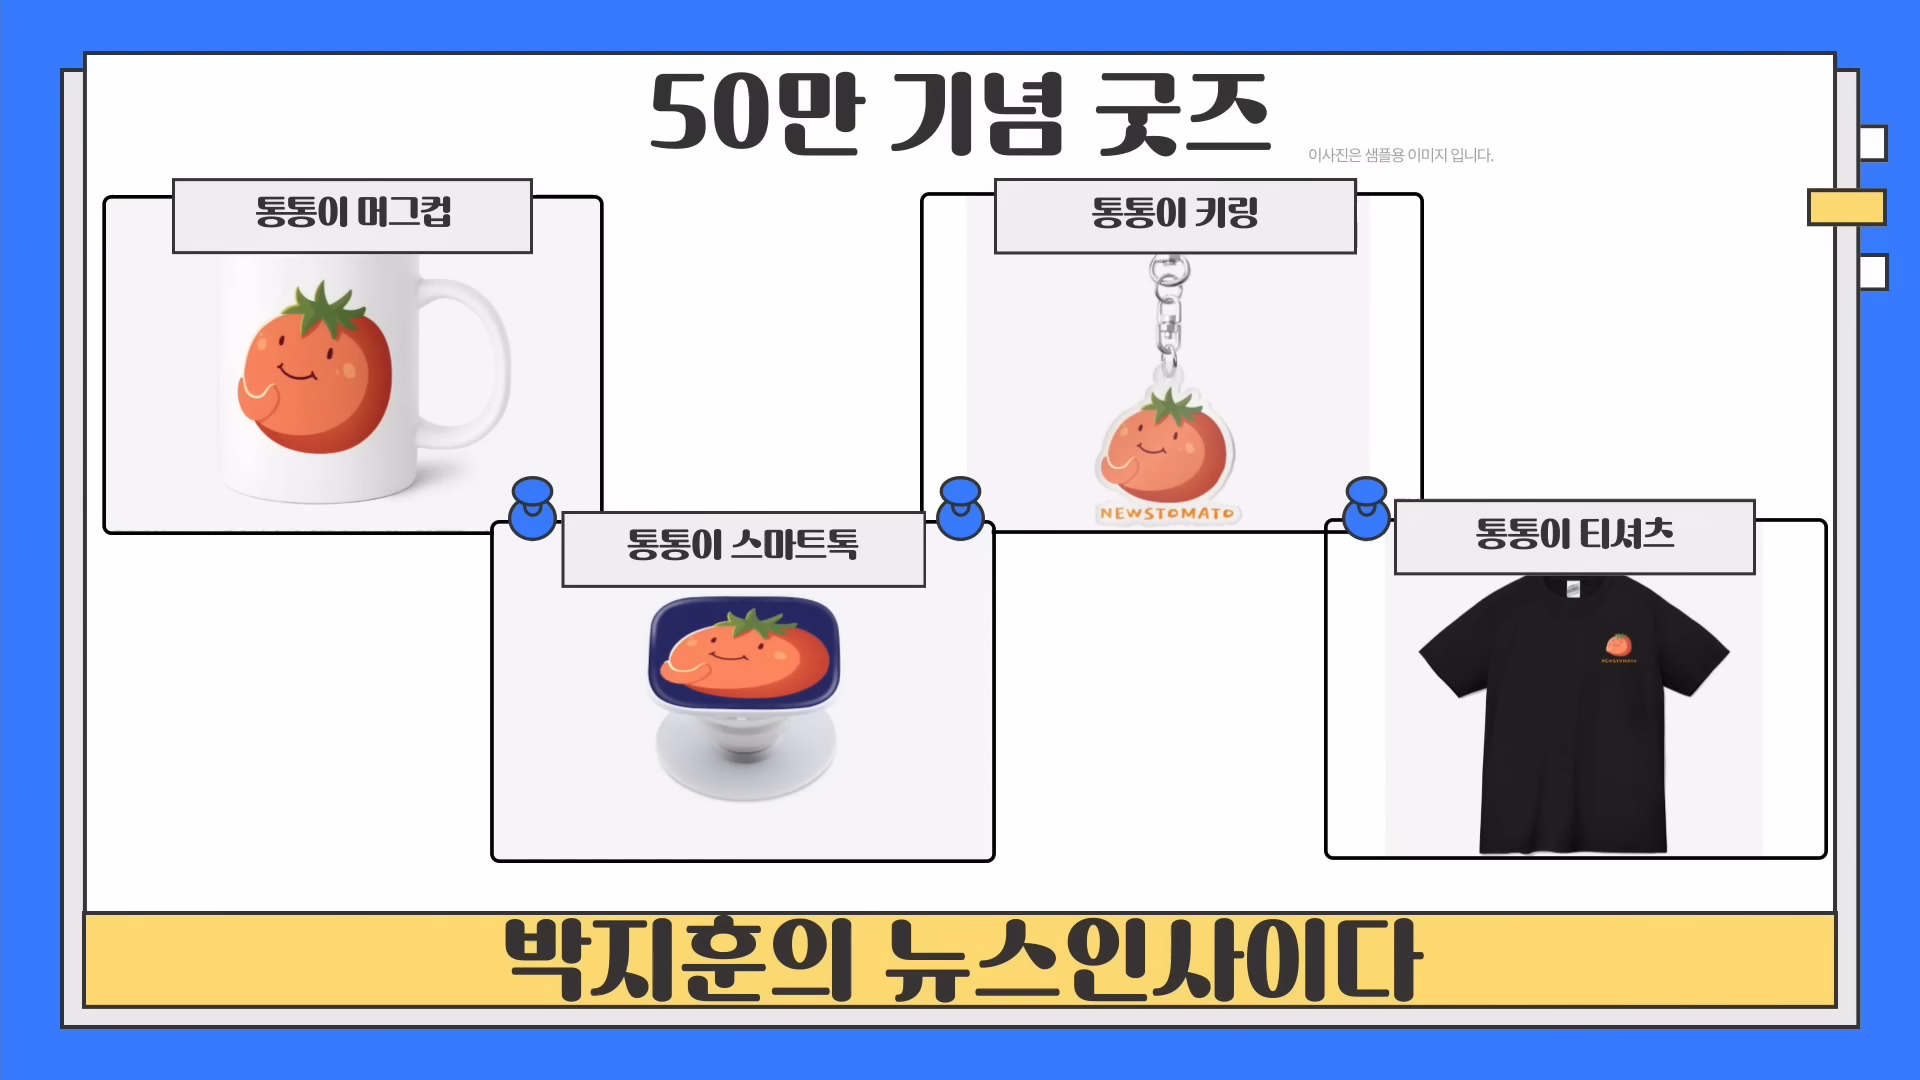 50만 기념 굿즈
이사진은 샘플용 이미지 입니다.
통통이 머그컵
통통이 키링
NEWSTOMATO
통통이 스마트톡
통통이 티셔츠
NEWSTOMATO
박지훈의 뉴스인사이다